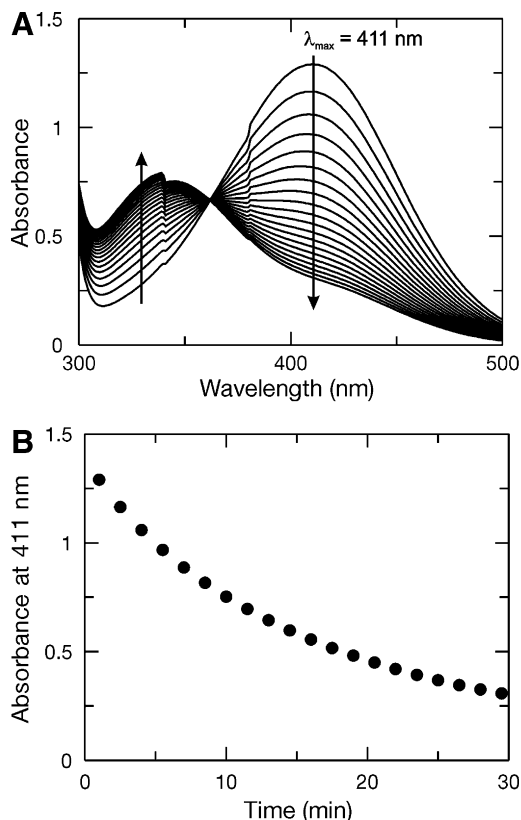 A
1.5
λmax = 411 nm
1
0.5
0
Absorbance
300
400
500
Wavelength (nm)
B
1.5
1
0.5
0
Absorbance at 411 nm
0
10
20
30
Time (min)